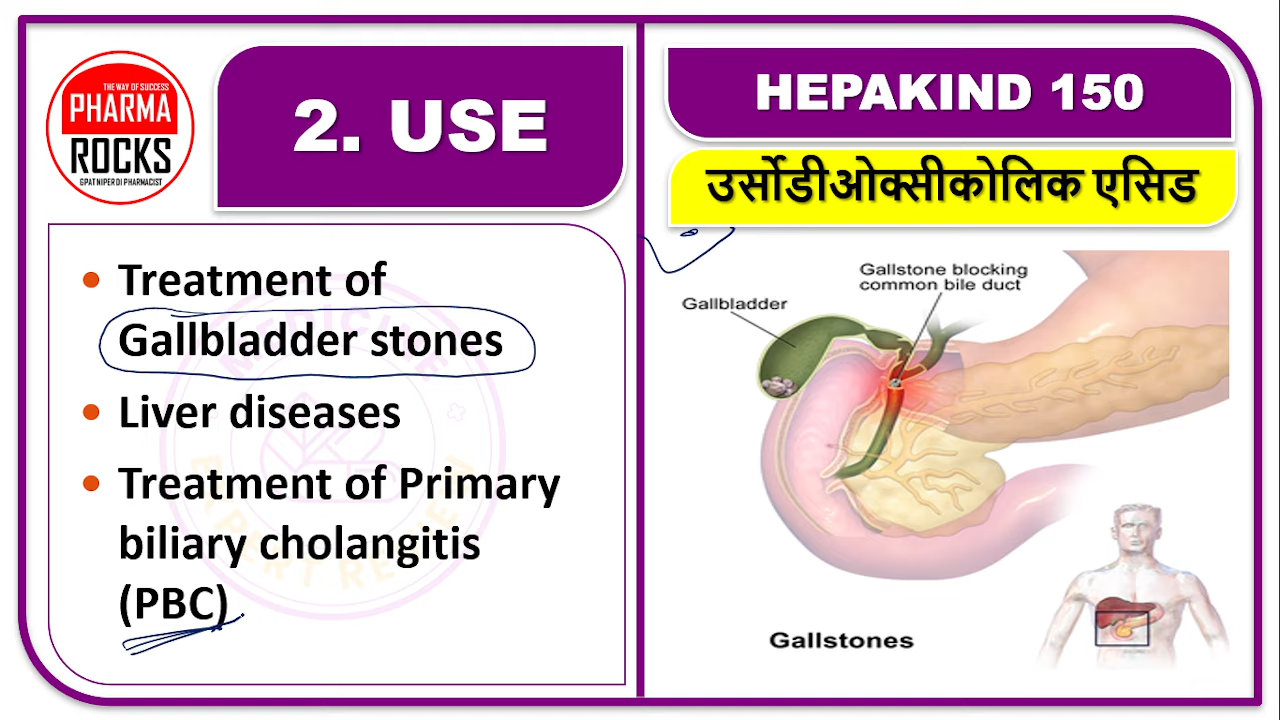 THE WAY OF SUCCESS
PHARMA
ROCKS
GPAT NIPER DI PHARMACIST
2. USE
HEPAKIND 150
उर्सोडीओक्सीकोलिक एसिड
• Treatment of
Gallbladder stones
• Liver diseases
• Treatment of Primary
biliary cholangitis
(PBC)
Gallstone blocking
common bile duct
Gallbladder
Gallstones